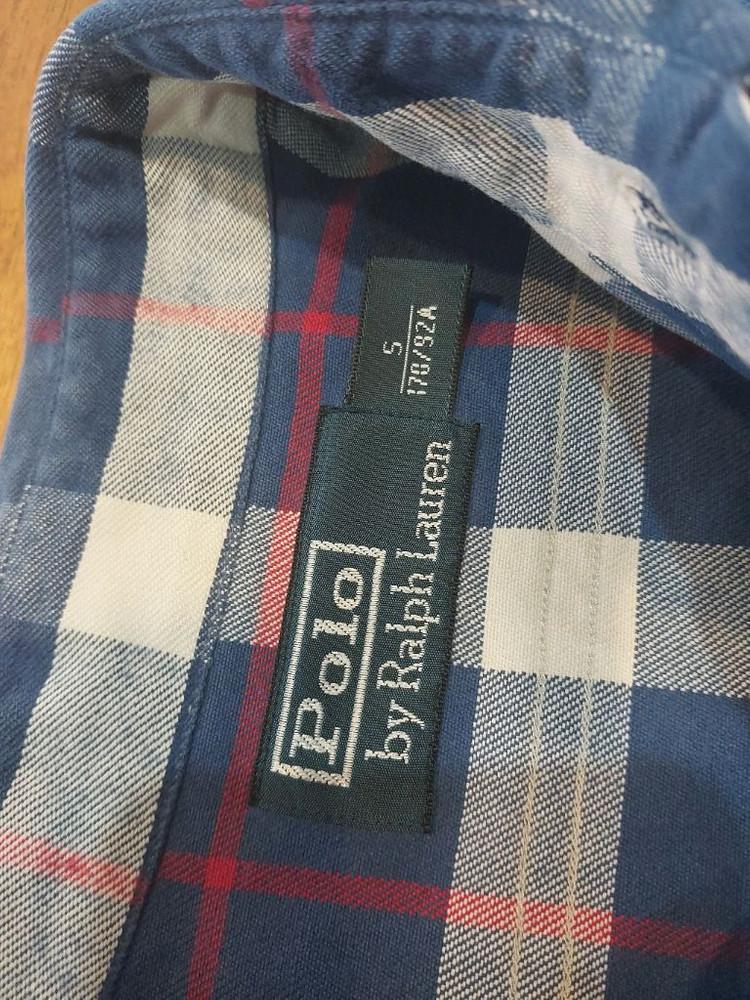 S
170/92A
Polo
by Ralph Lauren